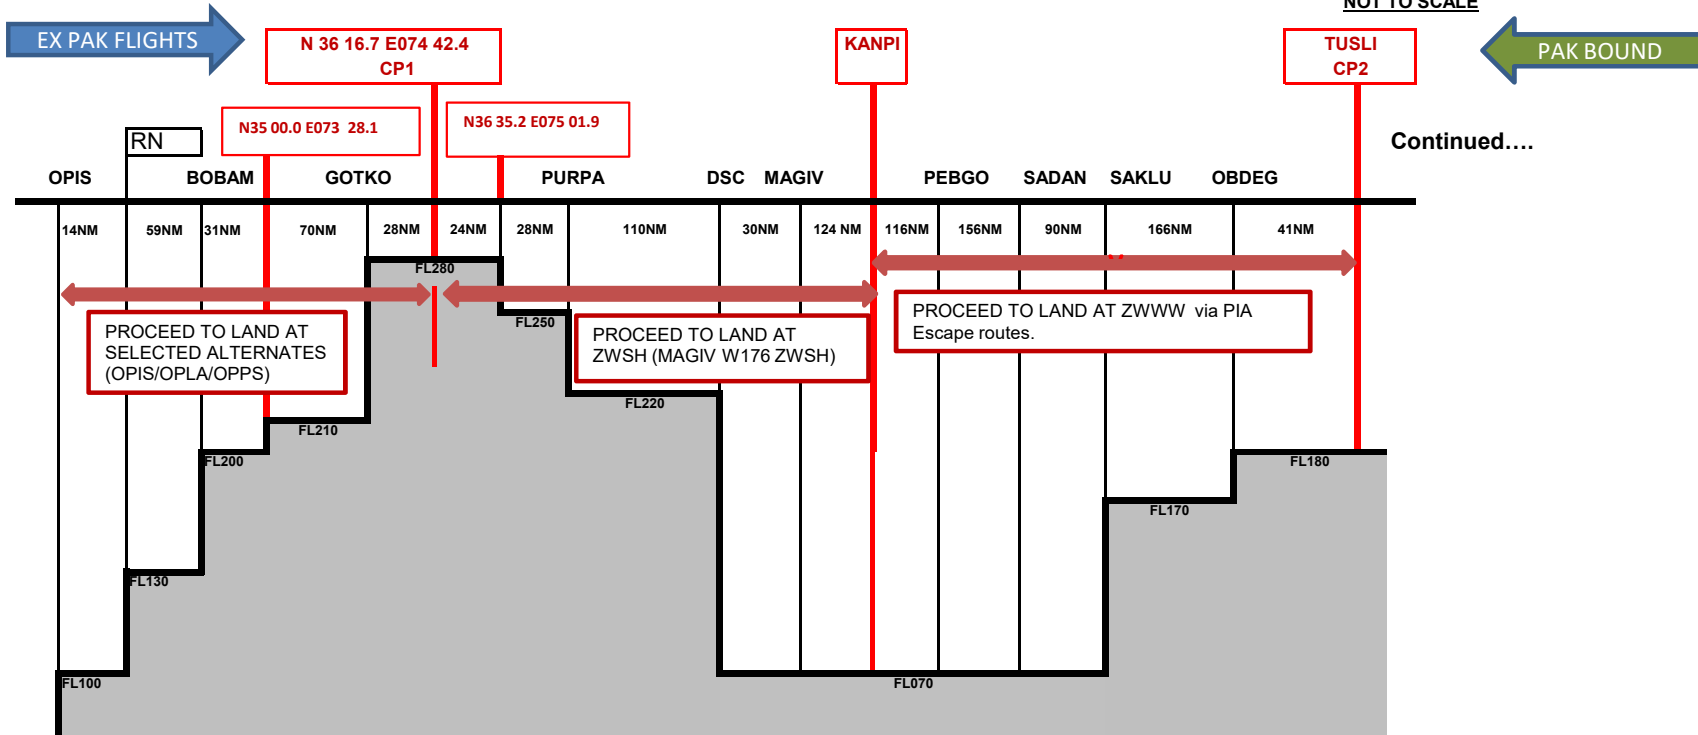 NOT TO SCALE
EX PAK FLIGHTS
N 36 16.7 E074 42.4
CP1
KANPI
TUSLI
CP2
PAK BOUND
N35 00.0 E073 28.1
N36 35.2 E075 01.9
RN
Continued....
OPIS BOBAM GOTKO PURPA DSC MAGIV PEBGO SADAN SAKLU OBDEG
14NM 59NM 31NM 70NM 28NM 24NM 28NM 110NM 30NM 124 NM 116NM 156NM 90NM 166NM 41NM
FL280
PROCEED TO LAND AT
SELECTED ALTERNATES
(OPIS/OPLA/OPPS)
FL250
PROCEED TO LAND AT
ZWSH (MAGIV W176 ZWSH)
PROCEED TO LAND AT ZWWW via PIA
Escape routes.
FL220
FL210
FL200
FL180
FL170
FL130
FL100
FL070